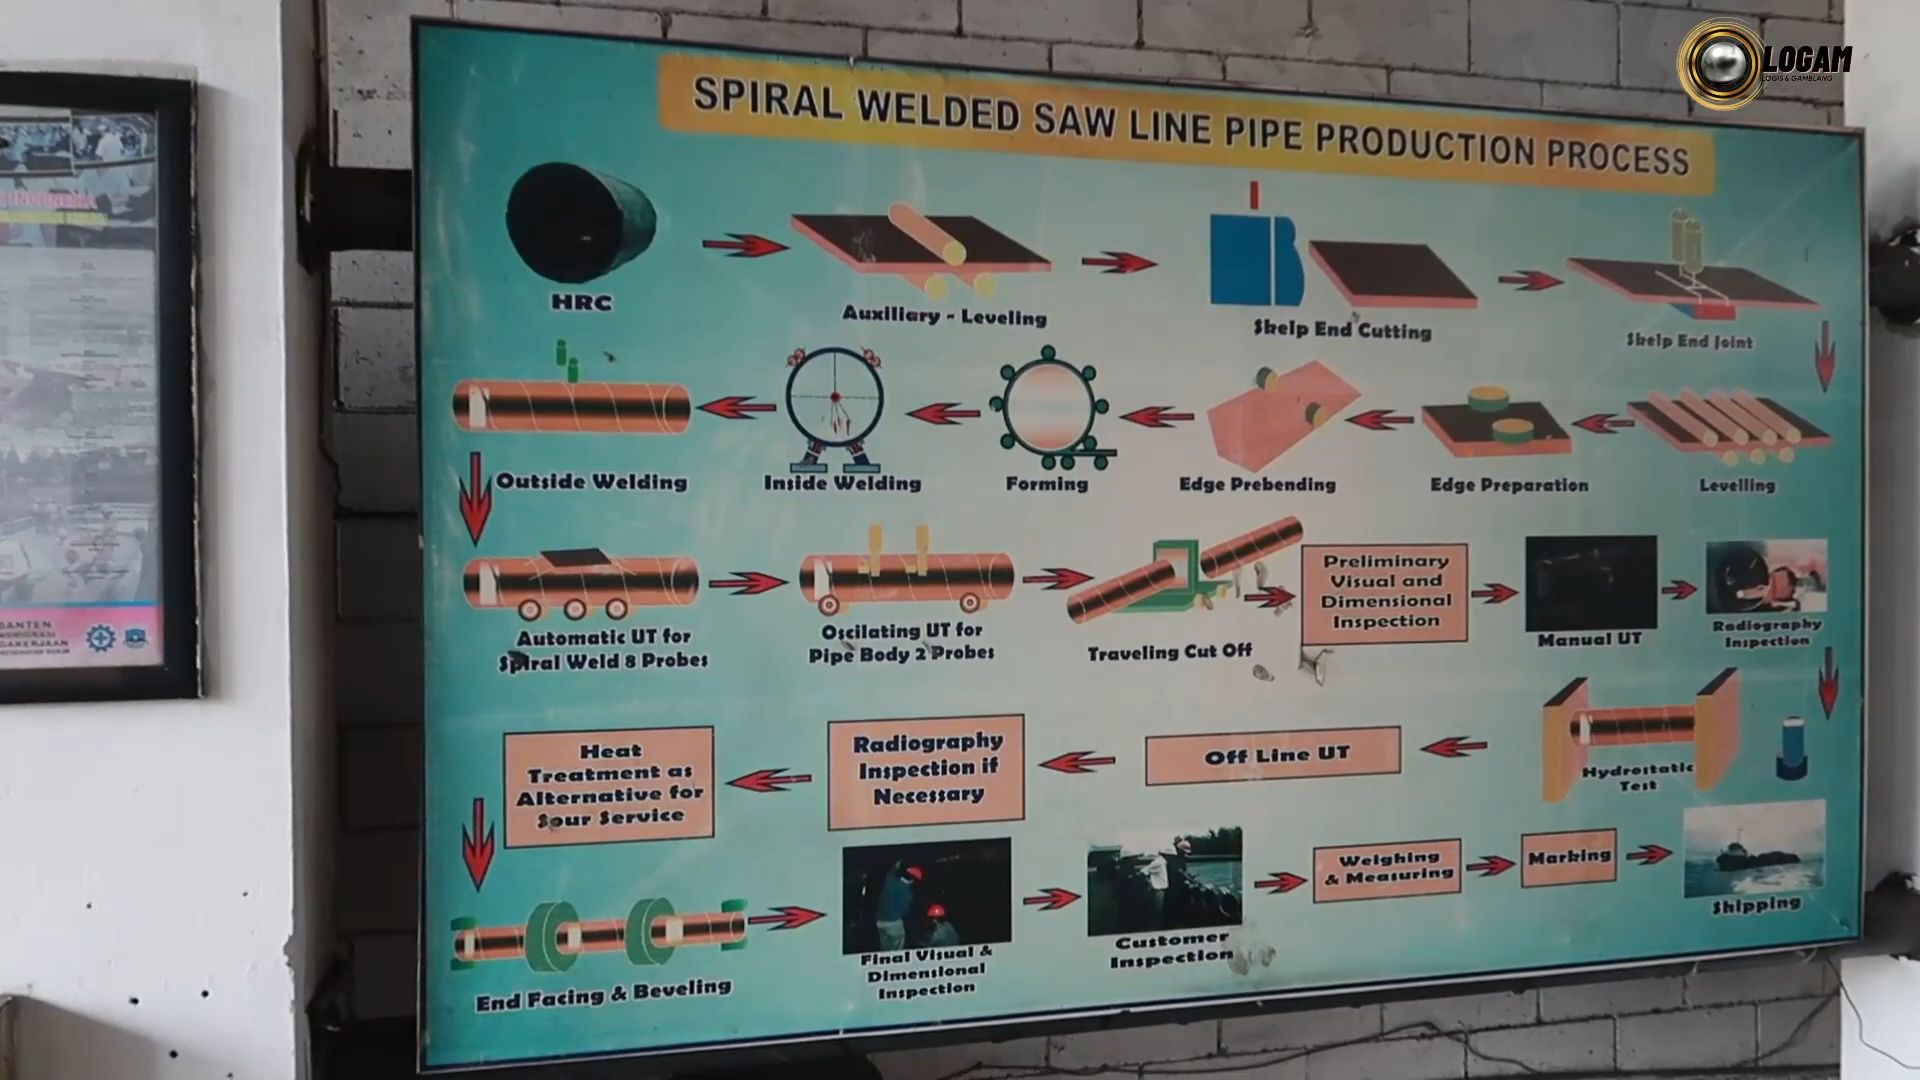 LOGAM
LOGIS & GAMBLANG
SPIRAL WELDED SAW LINE PIPE PRODUCTION PROCESS
HRC
Auxiliary - Leveling
Skelp End Cutting
Skelp End Joint
Outside Welding
Inside Welding
Forming
Edge Prebending
Edge Preparation
Levelling
Automatic UT for
Spiral Weld 8 Probes
Oscilating UT for
Pipe Body 2 Probes
Traveling Cut Off
Preliminary
Visual and
Dimensional
Inspection
Manual UT
Radiography
Inspection
Heat
Treatment as
Alternative for
Sour Service
Radiography
Inspection if
Necessary
Off Line UT
Hydrostatic
Test
End Facing & Beveling
Final Visual &
Dimensional
Inspection
Customer
Inspection
Weighing
& Measuring
Marking
Shipping
BANTEN